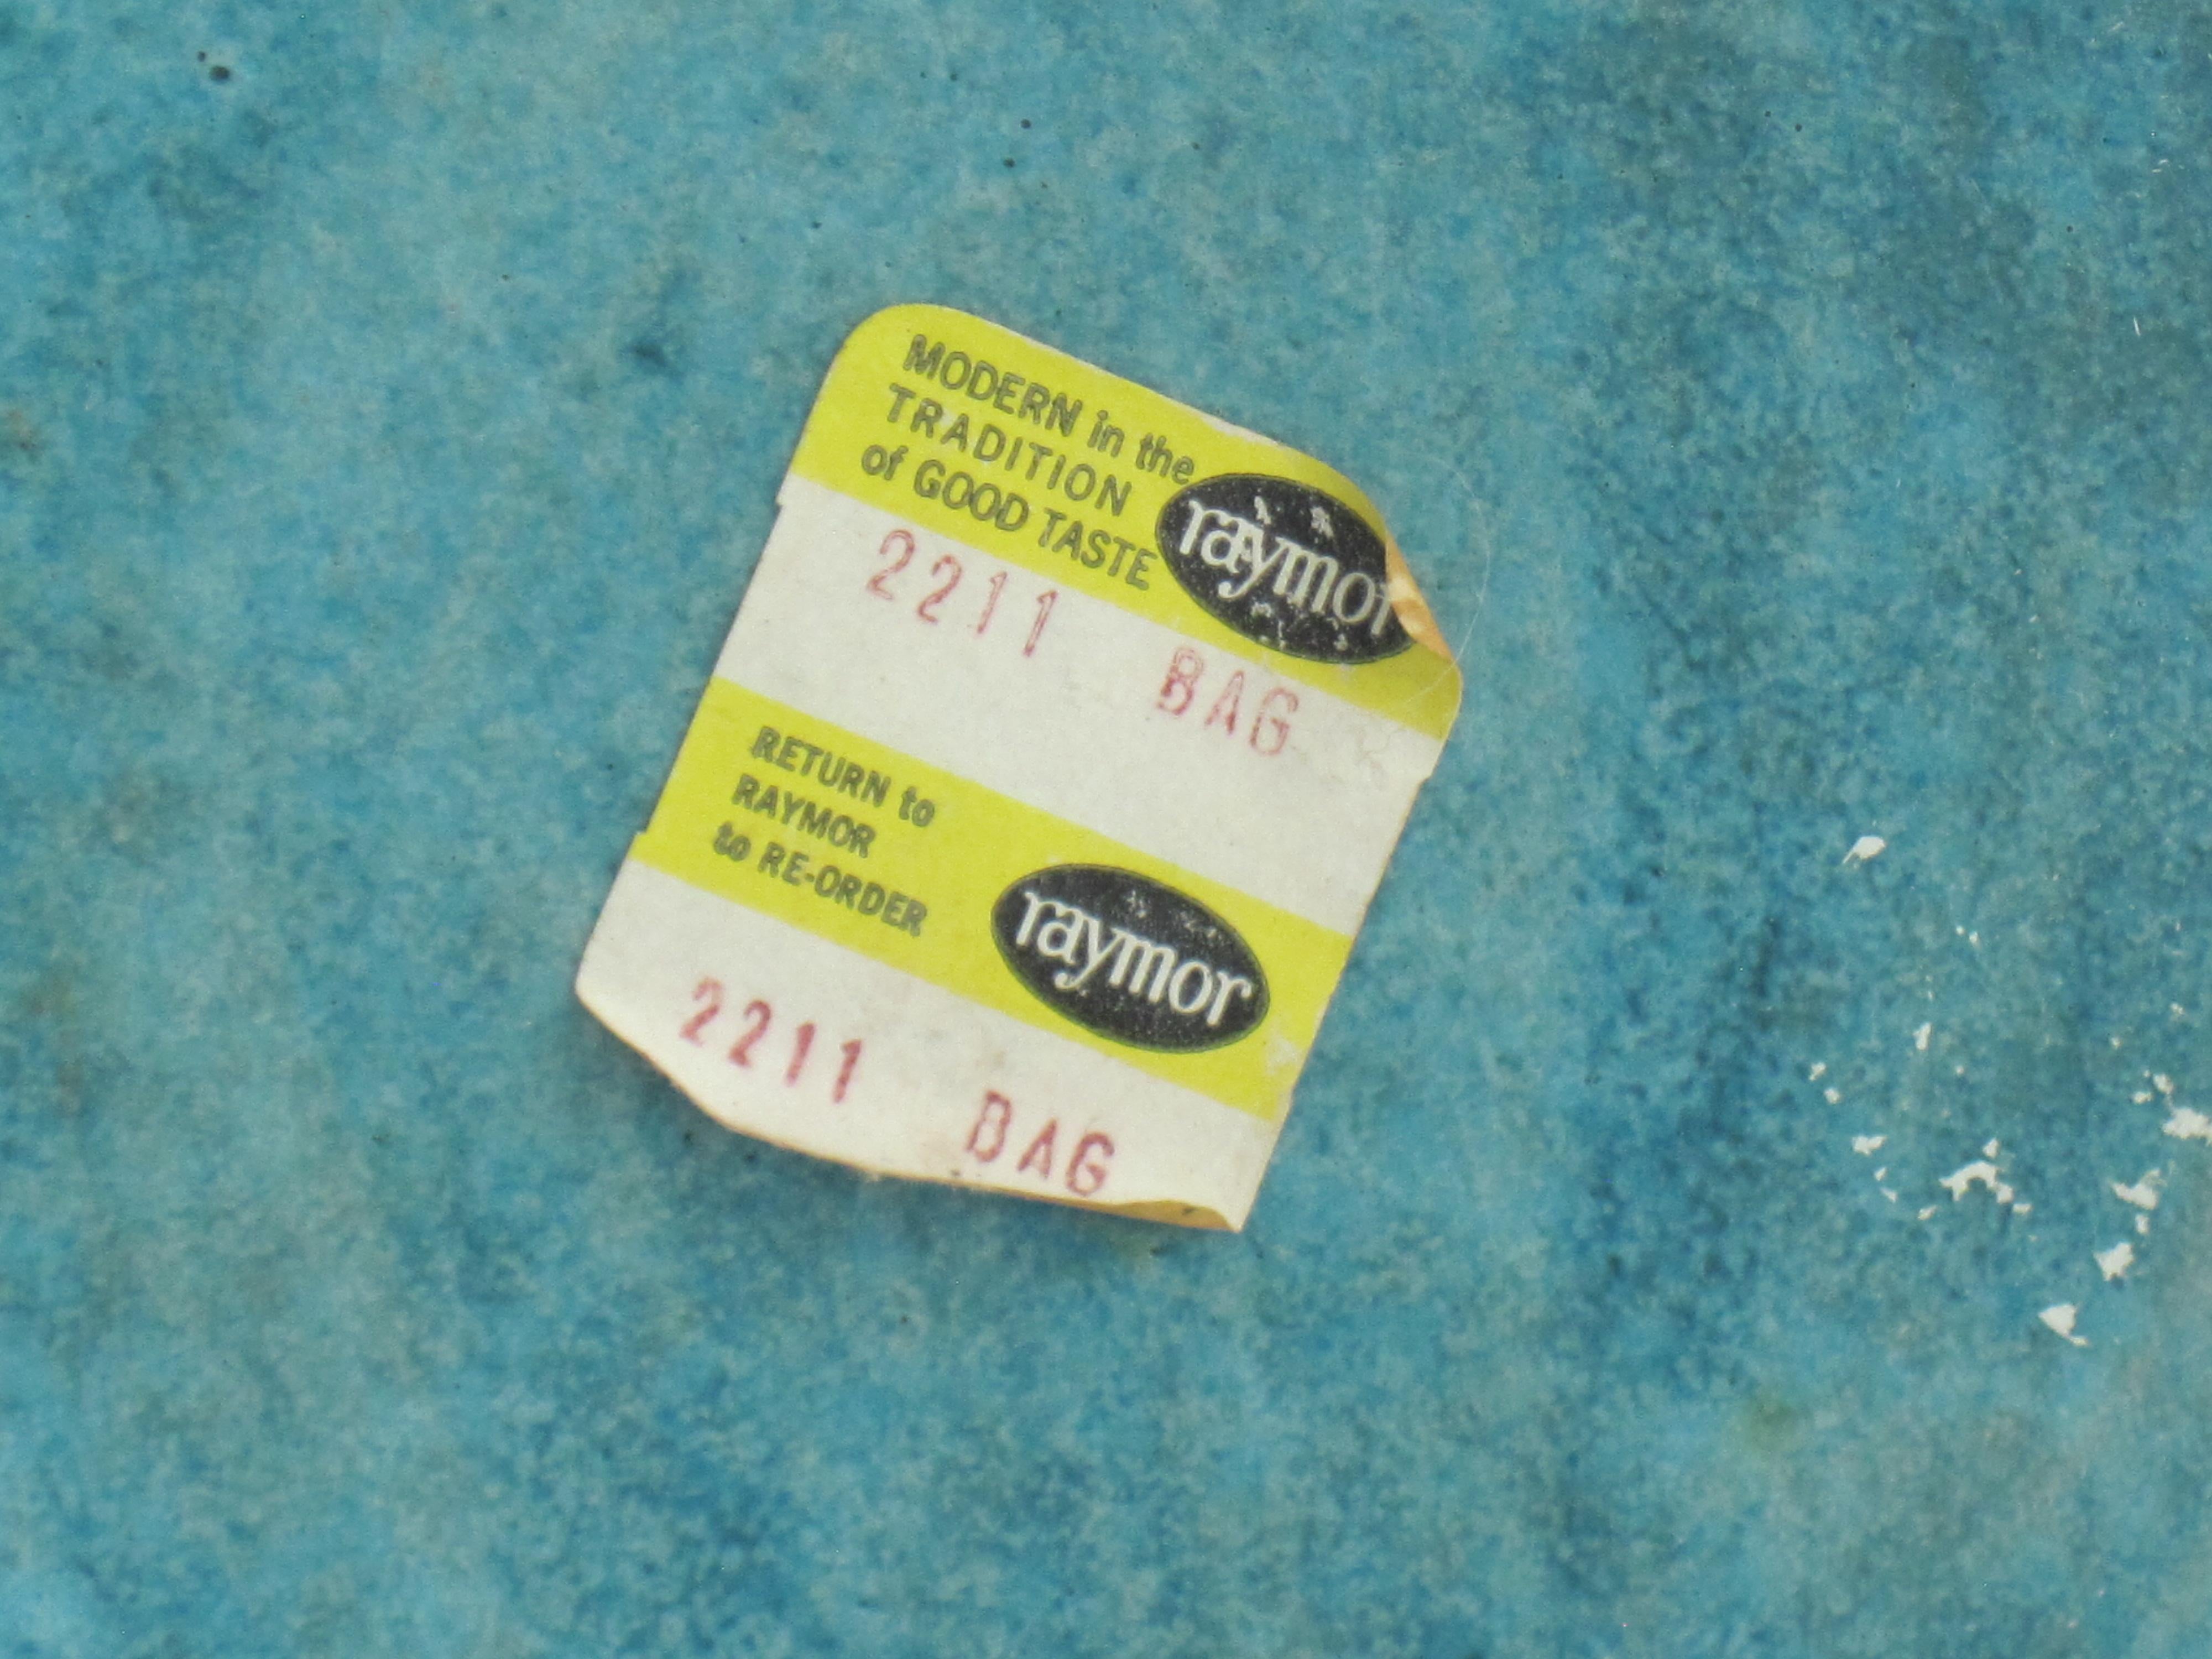 MODERN in the
TRADITION
of GOOD TASTE
raymor
2211 BAG
RETURN to
RAYMOR
to RE-ORDER
raymor
2211 BAG